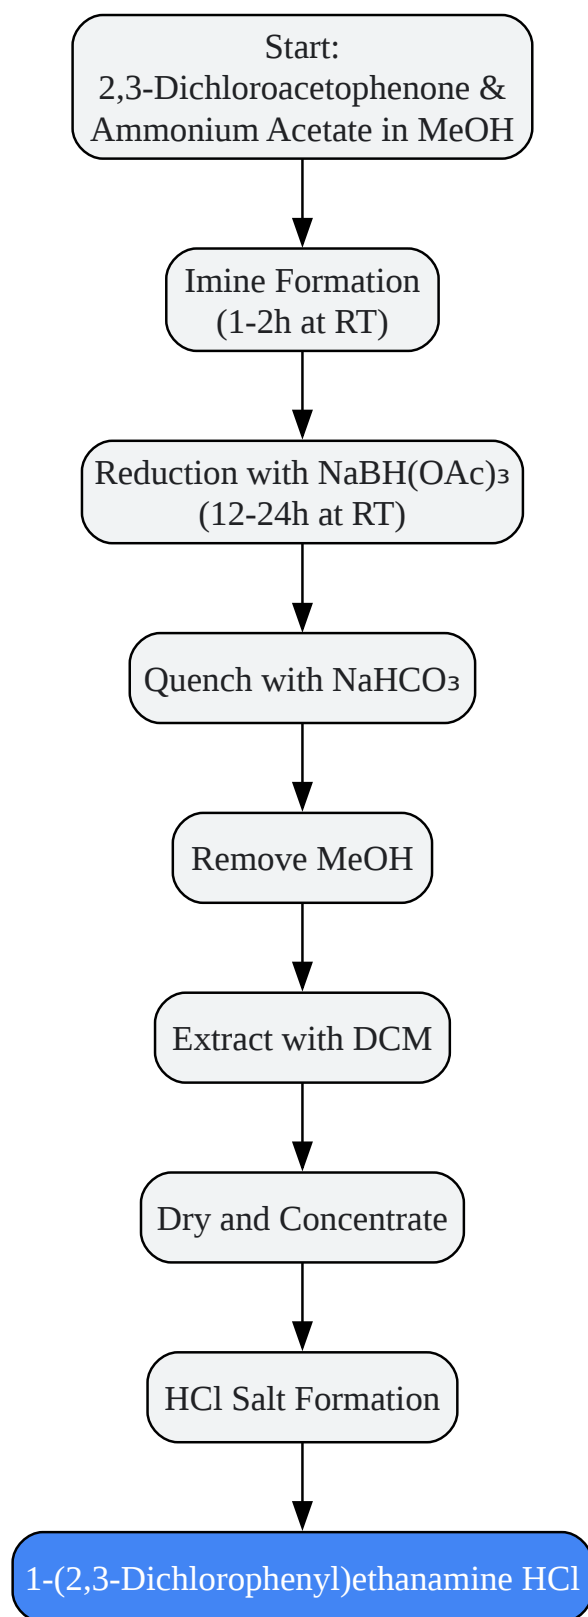 Start:
2,3-Dichloroacetophenone &
Ammonium Acetate in MeOH
Imine Formation
(1-2h at RT)
Reduction with NaBH(OAc)₃
(12-24h at RT)
Quench with NaHCO₃
Remove MeOH
Extract with DCM
Dry and Concentrate
HCl Salt Formation
1-(2,3-Dichlorophenyl)ethanamine HCl